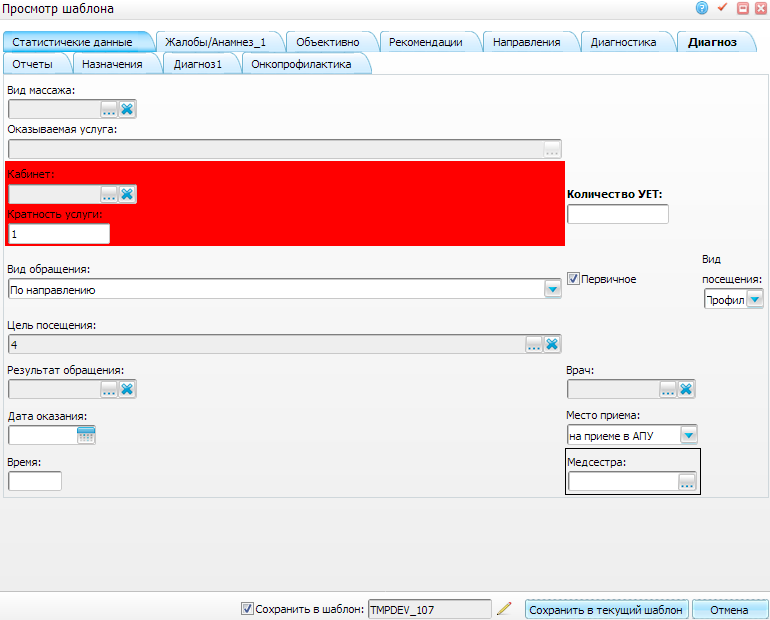 Просмотр шаблона
Статистичекие данные
Жалобы/Анамнез_1
Объективно
Рекомендации
Направления
Диагностика
Диагноз
Отчеты
Назначения
Диагноз1
Онкопрофилактика
Вид массажа:
Оказываемая услуга:
Кабинет:
Кратность услуги:
1
Количество УЕТ:
Вид обращения:
По направлению
Первичное
Вид
посещения:
Профил
Цель посещения:
4
Результат обращения:
Врач:
Дата оказания:
Место приема:
на приеме в АПУ
Время:
Медсестра:
Сохранить в шаблон:
TMPDEV_107
Сохранить в текущий шаблон
Отмена